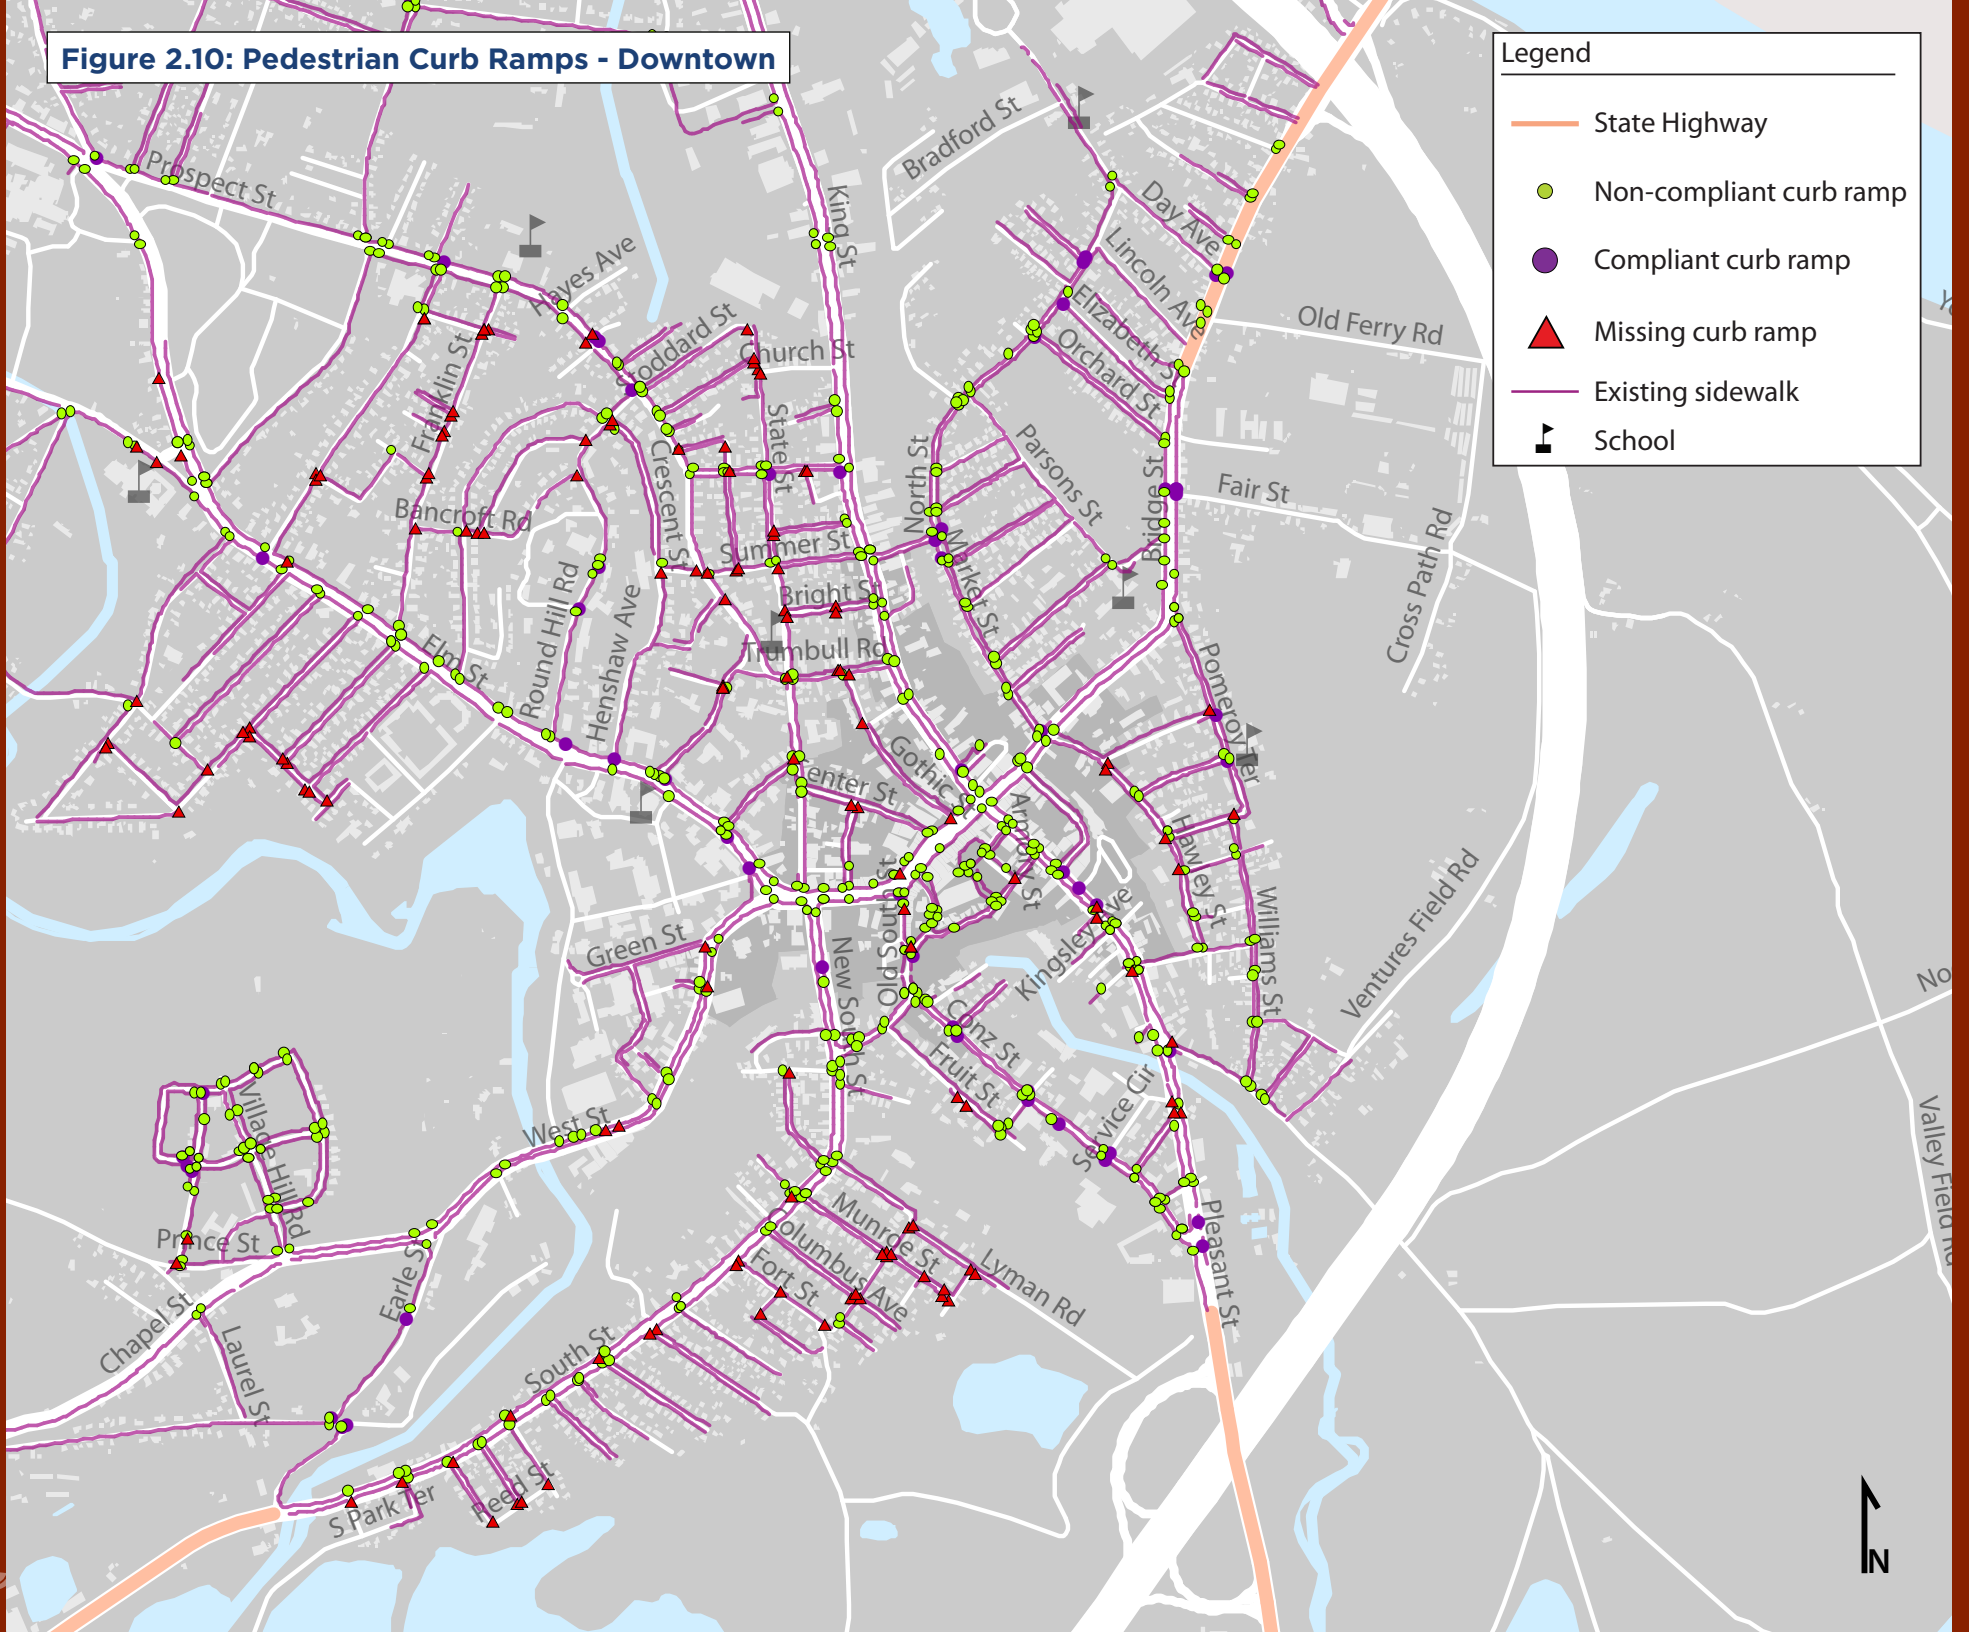 Figure 2.10: Pedestrian Curb Ramps - Downtown
Legend
State Highway
Non-compliant curb ramp
Compliant curb ramp
Missing curb ramp
Existing sidewalk
School
Prospect St
King St
Bradford St
Day Ave
Lincoln Ave
Hayes Ave
Elizabeth S
Old Ferry Rd
Stoddard St
Church St
Orchard St
Franklin St
State St
Crescent St
North St
Parsons St
Bridge St
Fair St
Cross Path Rd
Bancroft Rd
Summer St
Market St
Bright St
Round Hill Rd
Henshaw Ave
Elm St
Trumbull Rd
Pomeroy Ter
Gothic S
enter St
Armory St
Hawley St
Old South St
Kingsley Ave
Williams St
Ventures Field Rd
Green St
New South St
Conz St
Fruit St
Service Cir
No
Valley Field Rd
Village Hill Rd
West St
Prince St
Munroe St
Columbus Ave
Fort St
Lyman Rd
Pleasant St
Earle St
Chapel St
Laurel St
South St
Reed St
S Park Ter
N